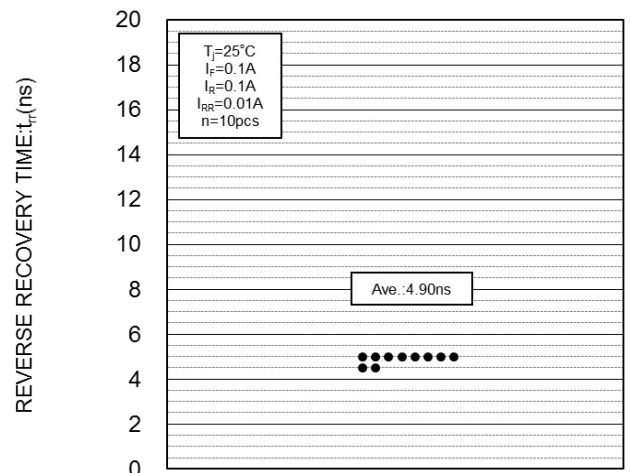 REVERSE RECOVERY TIME:trr(ns)
20
18
16
14
12
10
8
6
4
2
0
Tj=25°C
IF=0.1A
IR=0.1A
IRR=0.01A
n=10pcs
Ave.:4.90ns